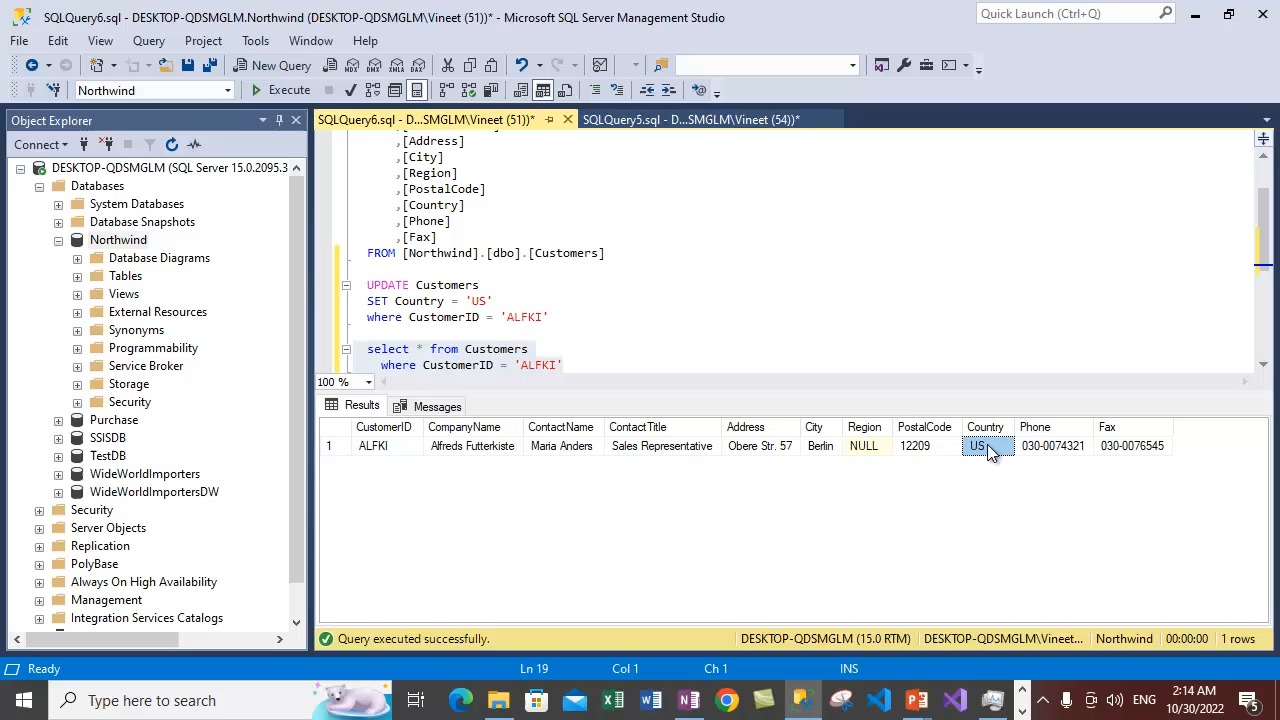 SQLQuery6.sql - DESKTOP-QDSMGLM.Northwind (DESKTOP-QDSMGLM\Vineet (51))* - Microsoft SQL Server Management Studio
Quick Launch (Ctrl+Q)
File Edit View Query Project Tools Window Help
New Query
MDX DMX XMLA DAX
Northwind Execute
Object Explorer
SQLQuery6.sql - D...SMGLM\Vineet (51))*
SQLQuery5.sql - D...SMGLM\Vineet (54))*
Connect
DESKTOP-QDSMGLM (SQL Server 15.0.2095.3
Databases
System Databases
Database Snapshots
Northwind
Database Diagrams
Tables
Views
External Resources
Synonyms
Programmability
Service Broker
Storage
Security
Purchase
SSISDB
TestDB
WideWorldImporters
WideWorldImportersDW
Security
Server Objects
Replication
PolyBase
Always On High Availability
Management
Integration Services Catalogs
,[Address]
,[City]
,[Region]
,[PostalCode]
,[Country]
,[Phone]
,[Fax]
FROM [Northwind].[dbo].[Customers]
UPDATE Customers
SET Country = 'US'
where CustomerID = 'ALFKI'
select * from Customers
where CustomerID = 'ALFKI'
100 %
Results Messages
CustomerID CompanyName ContactName ContactTitle Address City Region PostalCode Country Phone Fax
1 ALFKI Alfreds Futterkiste Maria Anders Sales Representative Obere Str. 57 Berlin NULL 12209 US 030-0074321 030-0076545
Query executed successfully.
DESKTOP-QDSMGLM (15.0 RTM) DESKTOP-QDSMGLM\Vineet... Northwind 00:00:00 1 rows
Ready Ln 19 Col 1 Ch 1 INS
Type here to search
ENG
2:14 AM
10/30/2022
5